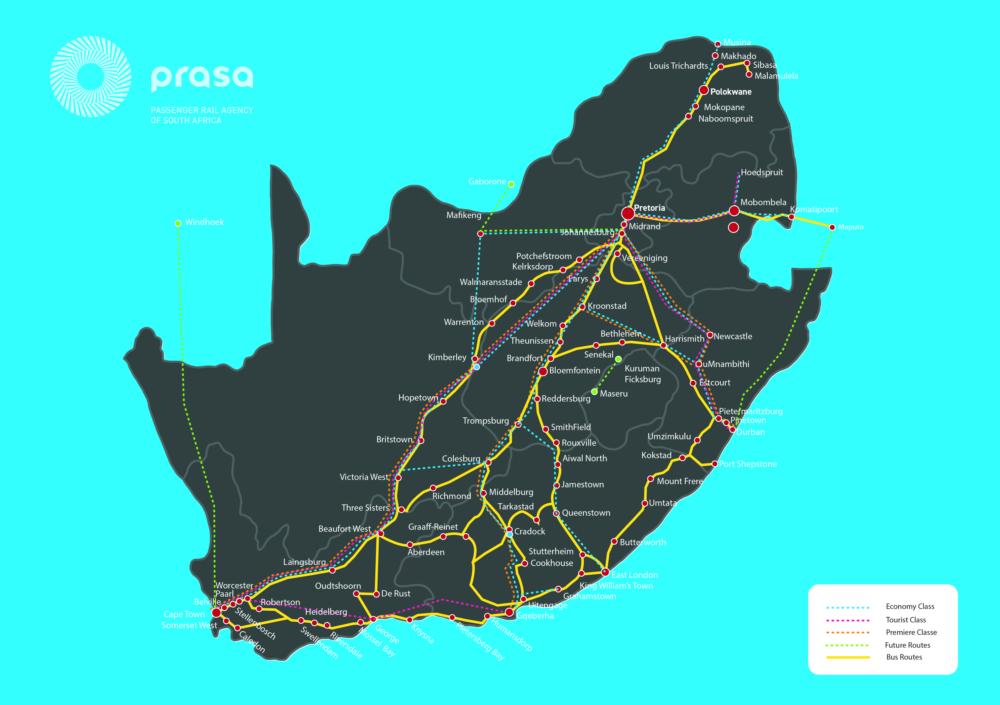 prasa
PASSENGER RAIL AGENCY
OF SOUTH AFRICA
Musina
Makhado
Louis Trichardts
Sibasa
Malamulela
Polokwane
Mokopane
Naboomspruit
Hoedspruit
Gaborone
Mobombela
Pretoria
Komatipoort
Mafikeng
Windhoek
Midrand
Maputo
Johannesburg
Potchefstroom
Vereeniging
Kelrksdorp
Parys
Walmaransstade
Bloemhof
Kroonstad
Warrenton
Welkom
Bethlehem
Newcastle
Harrismith
Theunissen
Senekal
Kimberley
Brandfort
uMnambithi
Kuruman
Bloemfontein
Ficksburg
Estcourt
Maseru
Hopetown
Reddersburg
Pietermaritzburg
Pinetown
Trompsburg
SmithField
Durban
Umzimkulu
Britstown
Rouxville
Kokstad
Colesburg
Aiwal North
Port Shepstone
Victoria West
Mount Frere
Jamestown
Middelburg
Richmond
Umtata
Three Sisters
Tarkastad
Queenstown
Graaff-Reinet
Beaufort West
Cradock
Butterworth
Aberdeen
Stutterheim
Laingsburg
Cookhouse
East London
Worcester
Oudtshoorn
King William's Town
Paarl
De Rust
Grahamstown
Belville
Robertson
Uitengage
Heidelberg
Cape Town
Stellenbosch
Gqeberha
Somerset West
Caledon
Swellendam
Riversdale
Mossel Bay
George
Knysna
Pietersberg Bay
Humansdorp
Economy Class
Tourist Class
Premiere Classe
Future Routes
Bus Routes